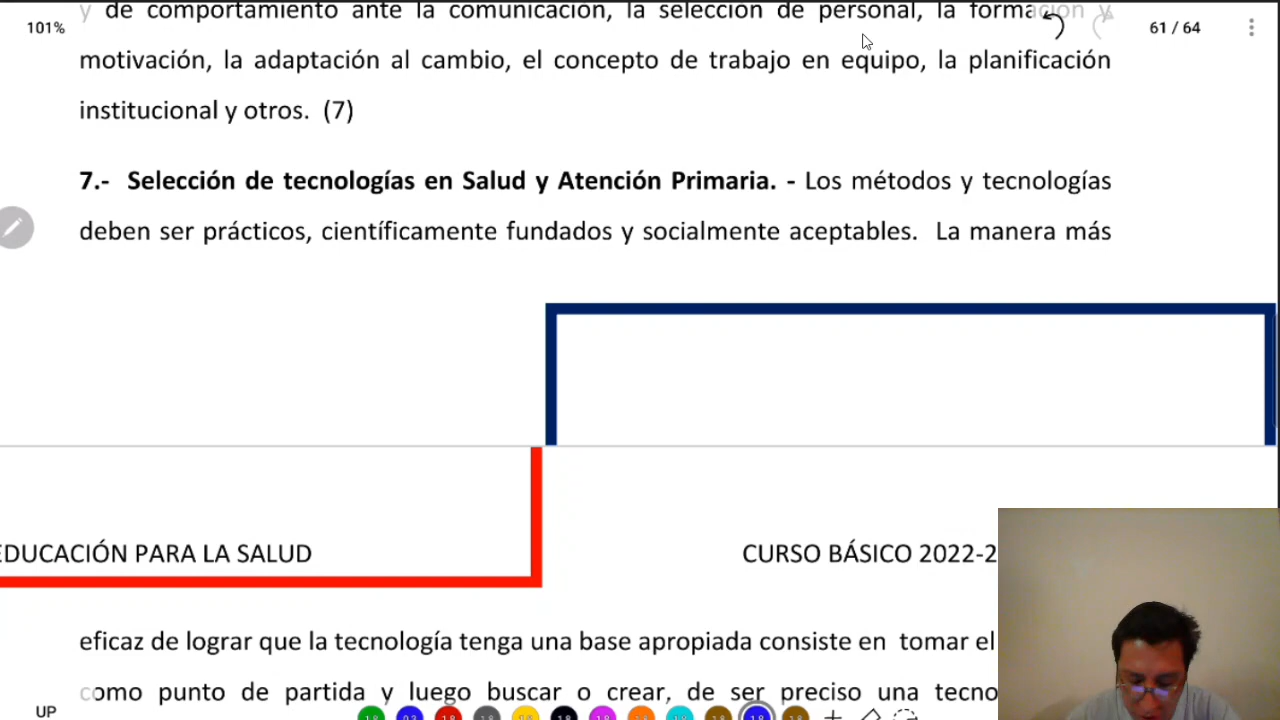 101%
61 / 64
y de comportamiento ante la comunicación, la selección de personal, la formación y
motivación, la adaptación al cambio, el concepto de trabajo en equipo, la planificación
institucional y otros. (7)
7.- Selección de tecnologías en Salud y Atención Primaria. - Los métodos y tecnologías
deben ser prácticos, científicamente fundados y socialmente aceptables. La manera más
EDUCACIÓN PARA LA SALUD
CURSO BÁSICO 2022-2
eficaz de lograr que la tecnología tenga una base apropiada consiste en tomar el
como punto de partida y luego buscar o crear, de ser preciso una tecno
UP